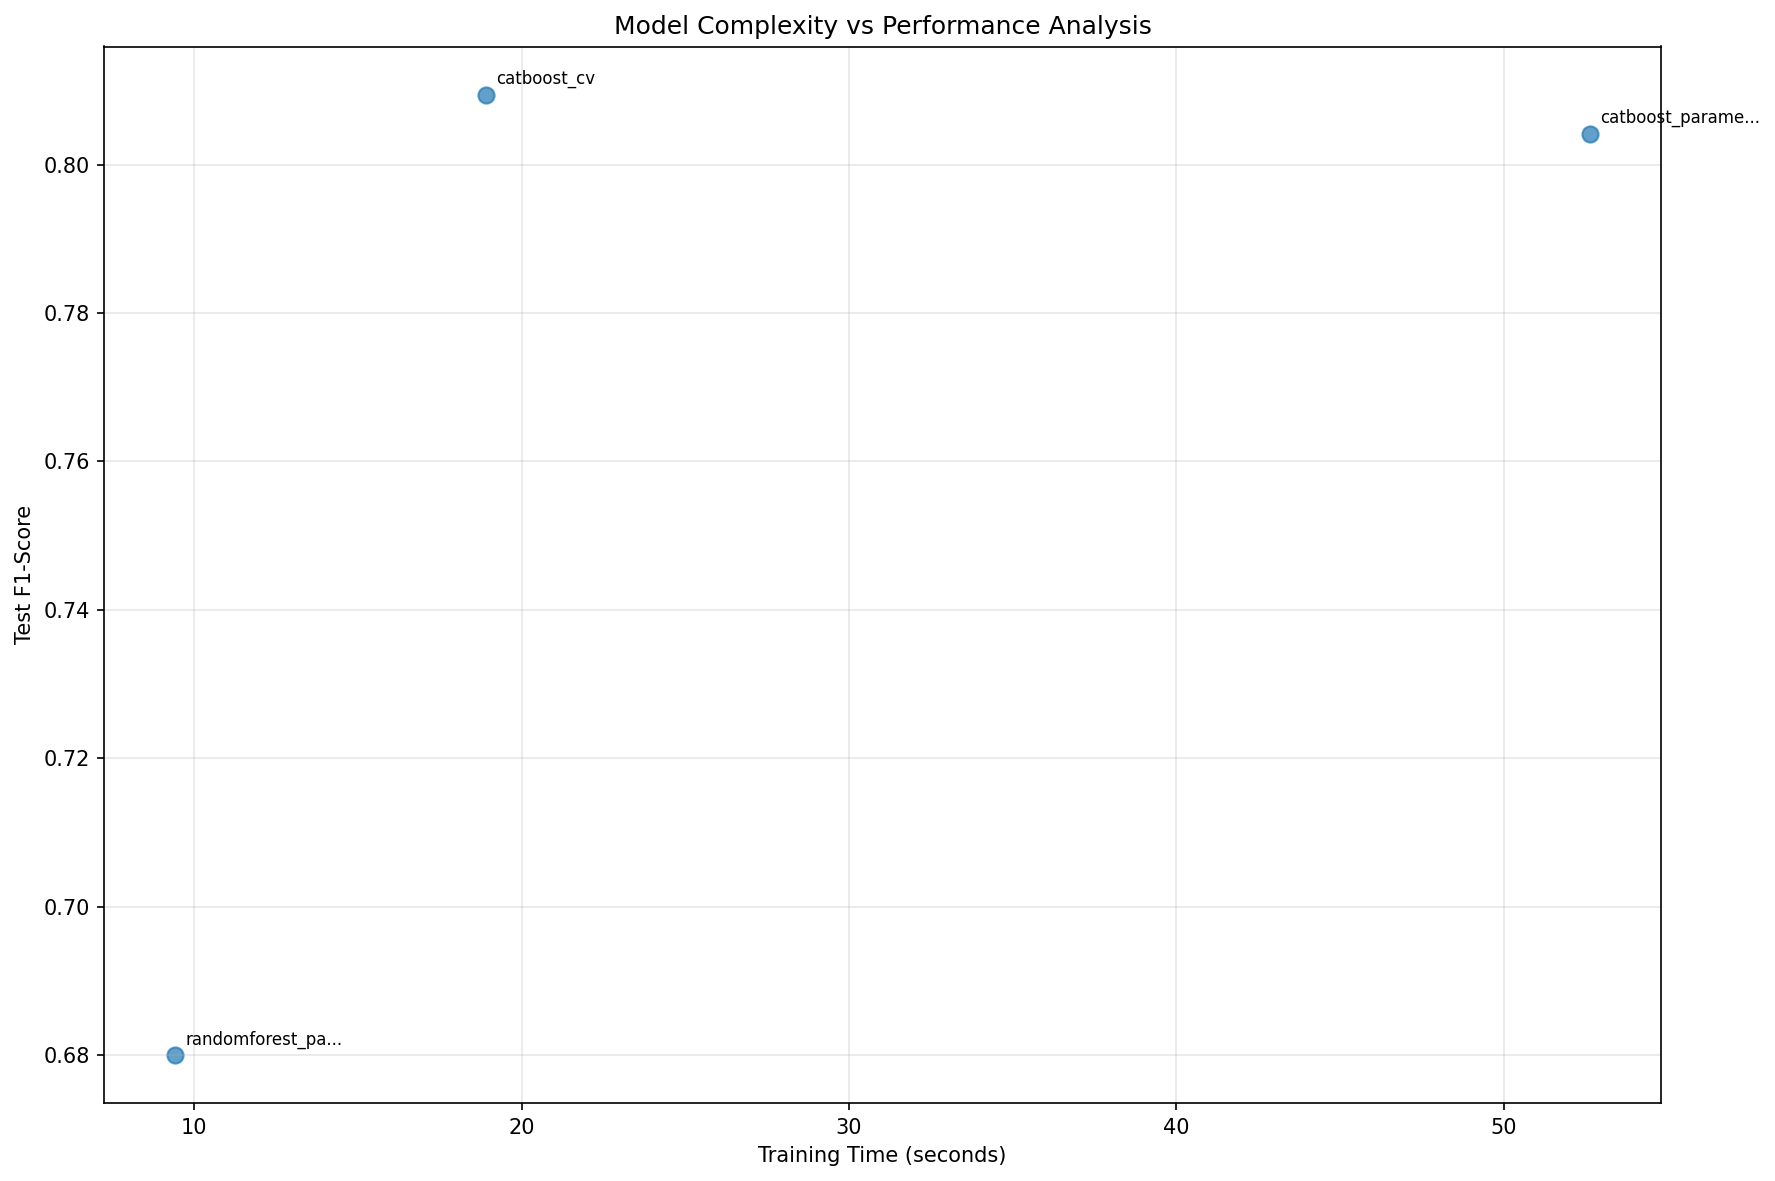 Model Complexity vs Performance Analysis
catboost_cv
catboost_parame...
0.80
0.78
0.76
0.74
0.72
0.70
0.68
Test F1-Score
randomforest_pa...
10
20
30
40
50
Training Time (seconds)